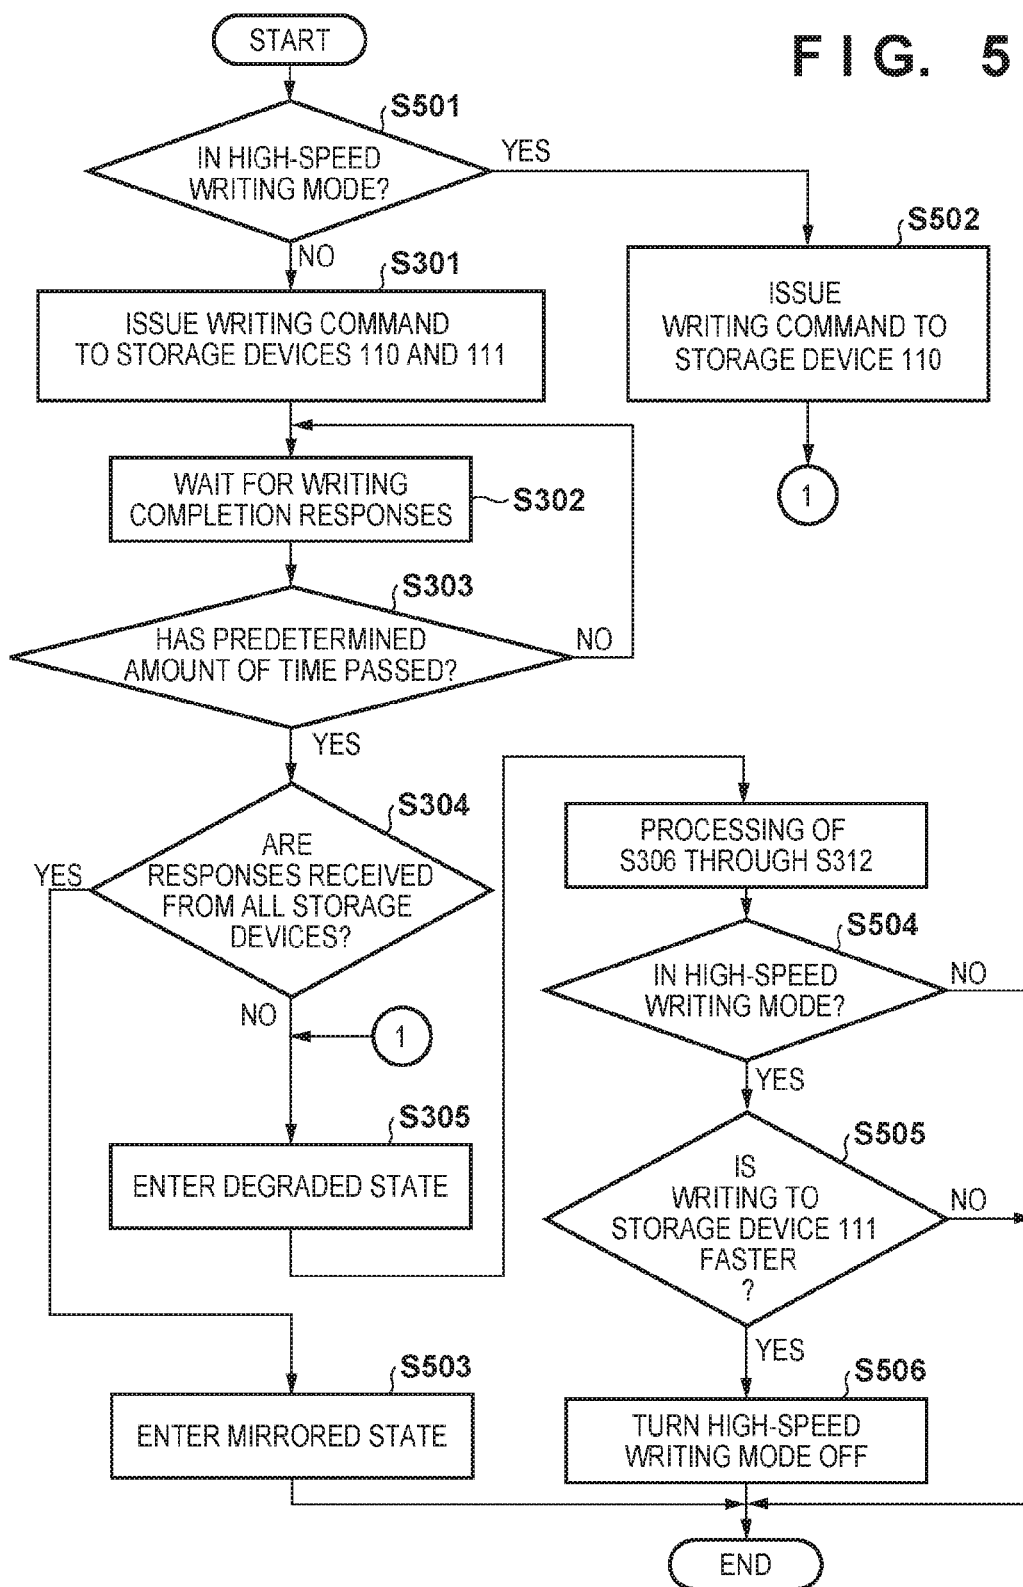 FIG. 5
START
S501
IN HIGH-SPEED
WRITING MODE?
YES
NO
S502
ISSUE
WRITING COMMAND TO
STORAGE DEVICE 110
1
S301
ISSUE WRITING COMMAND
TO STORAGE DEVICES 110 AND 111
WAIT FOR WRITING
COMPLETION RESPONSES
S302
S303
HAS PREDETERMINED
AMOUNT OF TIME PASSED?
NO
YES
S304
ARE
RESPONSES RECEIVED
FROM ALL STORAGE
DEVICES?
YES
NO
1
S305
ENTER DEGRADED STATE
S503
ENTER MIRRORED STATE
PROCESSING OF
S306 THROUGH S312
S504
IN HIGH-SPEED
WRITING MODE?
NO
YES
S505
IS
WRITING TO
STORAGE DEVICE 111
FASTER
?
NO
YES
S506
TURN HIGH-SPEED
WRITING MODE OFF
END